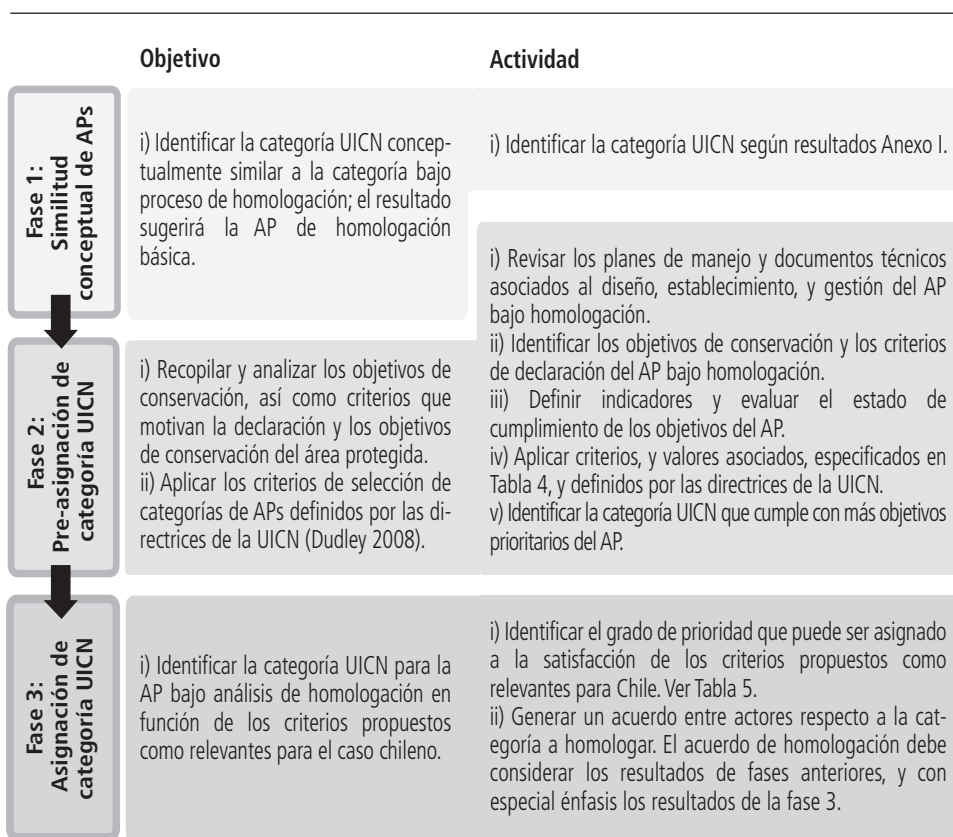 Objetivo
Actividad
Fase 1:
Similitud
conceptual de APs
i) Identificar la categoría UICN concep-
tualmente similar a la categoría bajo
proceso de homologación; el resultado
sugerirá la AP de homologación
básica.
i) Identificar la categoría UICN según resultados Anexo I.
Fase 2:
Pre-asignación de
categoría UICN
i) Recopilar y analizar los objetivos de
conservación, así como criterios que
motivan la declaración y los objetivos
de conservación del área protegida.
ii) Aplicar los criterios de selección de
categorías de APs definidos por las di-
rectrices de la UICN (Dudley 2008).
i) Revisar los planes de manejo y documentos técnicos
asociados al diseño, establecimiento, y gestión del AP
bajo homologación.
ii) Identificar los objetivos de conservación y los criterios
de declaración del AP bajo homologación.
iii) Definir indicadores y evaluar el estado de
cumplimiento de los objetivos del AP.
iv) Aplicar criterios, y valores asociados, especificados en
Tabla 4, y definidos por las directrices de la UICN.
v) Identificar la categoría UICN que cumple con más objetivos
prioritarios del AP.
Fase 3:
Asignación de
categoría UICN
i) Identificar la categoría UICN para la
AP bajo análisis de homologación en
función de los criterios propuestos
como relevantes para el caso chileno.
i) Identificar el grado de prioridad que puede ser asignado
a la satisfacción de los criterios propuestos como
relevantes para Chile. Ver Tabla 5.
ii) Generar un acuerdo entre actores respecto a la cat-
egoría a homologar. El acuerdo de homologación debe
considerar los resultados de fases anteriores, y con
especial énfasis los resultados de la fase 3.